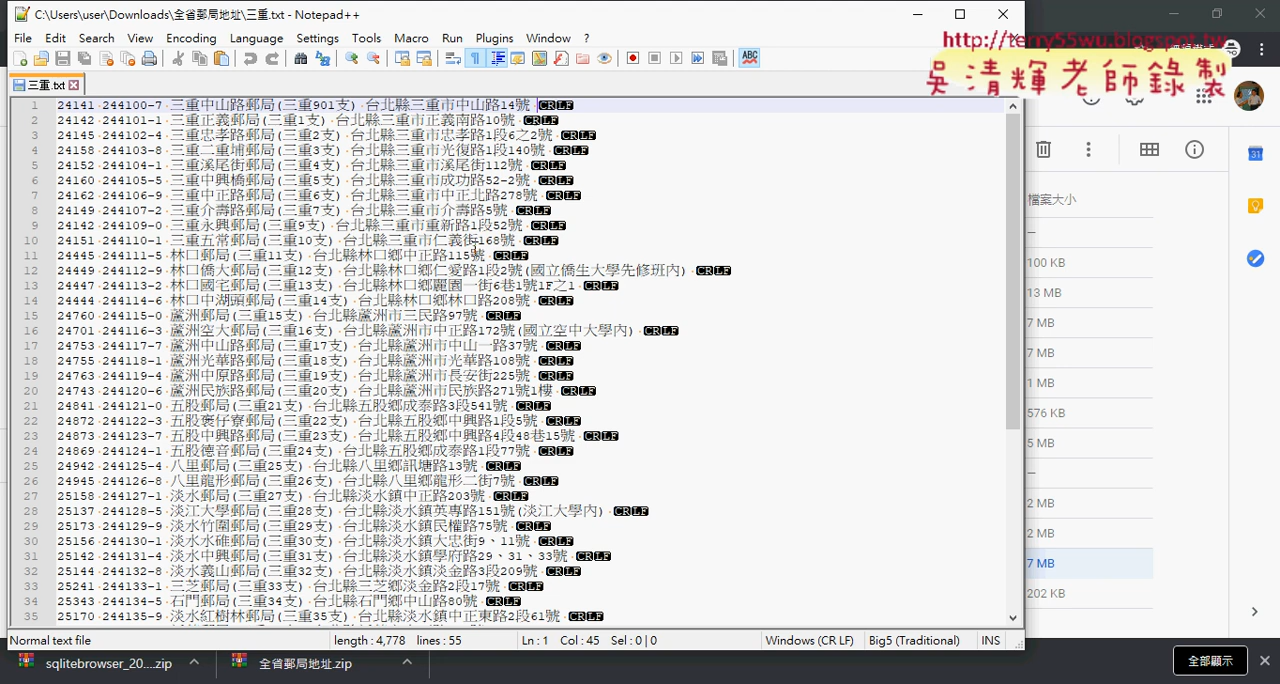 C:\Users\user\Downloads\全省郵局地址\三重.txt - Notepad++
http://terry55wu.blogspot.tw
吳清輝老師錄製
File Edit Search View Encoding Language Settings Tools Macro Run Plugins Window ?
三重.txt
1 24141 244100-7 三重中山路郵局(三重901支) 台北縣三重市中山路14號 CRLF
2 24142 244101-1 三重正義郵局(三重1支) 台北縣三重市正義南路10號 CRLF
3 24145 244102-4 三重忠孝路郵局(三重2支) 台北縣三重市忠孝路1段6之2號 CRLF
4 24158 244103-8 三重二重埔郵局(三重3支) 台北縣三重市光復路1段140號 CRLF
5 24152 244104-1 三重溪尾街郵局(三重4支) 台北縣三重市溪尾街112號 CRLF
6 24160 244105-5 三重中興橋郵局(三重5支) 台北縣三重市成功路52-2號 CRLF
7 24162 244106-9 三重中正路郵局(三重6支) 台北縣三重市中正北路278號 CRLF
8 24149 244107-2 三重介壽路郵局(三重7支) 台北縣三重市介壽路5號 CRLF
9 24142 244109-0 三重永興郵局(三重9支) 台北縣三重市重新路1段52號 CRLF
10 24151 244110-1 三重五常郵局(三重10支) 台北縣三重市仁義街168號 CRLF
11 24445 244111-5 林口郵局(三重11支) 台北縣林口鄉中正路115號 CRLF
12 24449 244112-9 林口僑大郵局(三重12支) 台北縣林口鄉仁愛路1段2號(國立僑生大學先修班內) CRLF
13 24447 244113-2 林口國宅郵局(三重13支) 台北縣林口鄉麗園一街6巷1號1F之1 CRLF
14 24444 244114-6 林口中湖頭郵局(三重14支) 台北縣林口鄉林口路208號 CRLF
15 24760 244115-0 蘆洲郵局(三重15支) 台北縣蘆洲市三民路97號 CRLF
16 24701 244116-3 蘆洲空大郵局(三重16支) 台北縣蘆洲市中正路172號(國立空中大學內) CRLF
17 24753 244117-7 蘆洲中山路郵局(三重17支) 台北縣蘆洲市中山一路37號 CRLF
18 24755 244118-1 蘆洲光華路郵局(三重18支) 台北縣蘆洲市光華路108號 CRLF
19 24763 244119-4 蘆洲中原路郵局(三重19支) 台北縣蘆洲市長安街225號 CRLF
20 24743 244120-6 蘆洲民族路郵局(三重20支) 台北縣蘆洲市民族路271號1樓 CRLF
21 24841 244121-0 五股郵局(三重21支) 台北縣五股鄉成泰路3段541號 CRLF
22 24872 244122-3 五股褒仔寮郵局(三重22支) 台北縣五股鄉中興路1段5號 CRLF
23 24873 244123-7 五股中興路郵局(三重23支) 台北縣五股鄉中興路4段48巷15號 CRLF
24 24869 244124-1 五股德音郵局(三重24支) 台北縣五股鄉成泰路1段77號 CRLF
25 24942 244125-4 八里郵局(三重25支) 台北縣八里鄉訊塘路13號 CRLF
26 24945 244126-8 八里龍形郵局(三重26支) 台北縣八里鄉龍形二街7號 CRLF
27 25158 244127-1 淡水郵局(三重27支) 台北縣淡水鎮中正路203號 CRLF
28 25137 244128-5 淡江大學郵局(三重28支) 台北縣淡水鎮英專路151號(淡江大學內) CRLF
29 25173 244129-9 淡水竹圍郵局(三重29支) 台北縣淡水鎮民權路75號 CRLF
30 25156 244130-1 淡水水碓郵局(三重30支) 台北縣淡水鎮大忠街9、11號 CRLF
31 25142 244131-4 淡水中興郵局(三重31支) 台北縣淡水鎮學府路29、31、33號 CRLF
32 25144 244132-8 淡水義山郵局(三重32支) 台北縣淡水鎮淡金路3段209號 CRLF
33 25241 244133-1 三芝郵局(三重33支) 台北縣三芝鄉淡金路2段17號 CRLF
34 25343 244134-5 石門郵局(三重34支) 台北縣石門鄉中山路80號 CRLF
35 25170 244135-9 淡水紅樹林郵局(三重35支) 台北縣淡水鎮中正東路2段61號 CRLF
檔案大小
—
100 KB
13 MB
7 MB
7 MB
1 MB
576 KB
5 MB
—
2 MB
2 MB
7 MB
202 KB
31
Normal text file length : 4,778 lines : 55 Ln : 1 Col : 45 Sel : 0 | 0 Windows (CR LF) Big5 (Traditional) INS
sqlitebrowser_20....zip 全省郵局地址.zip 全部顯示